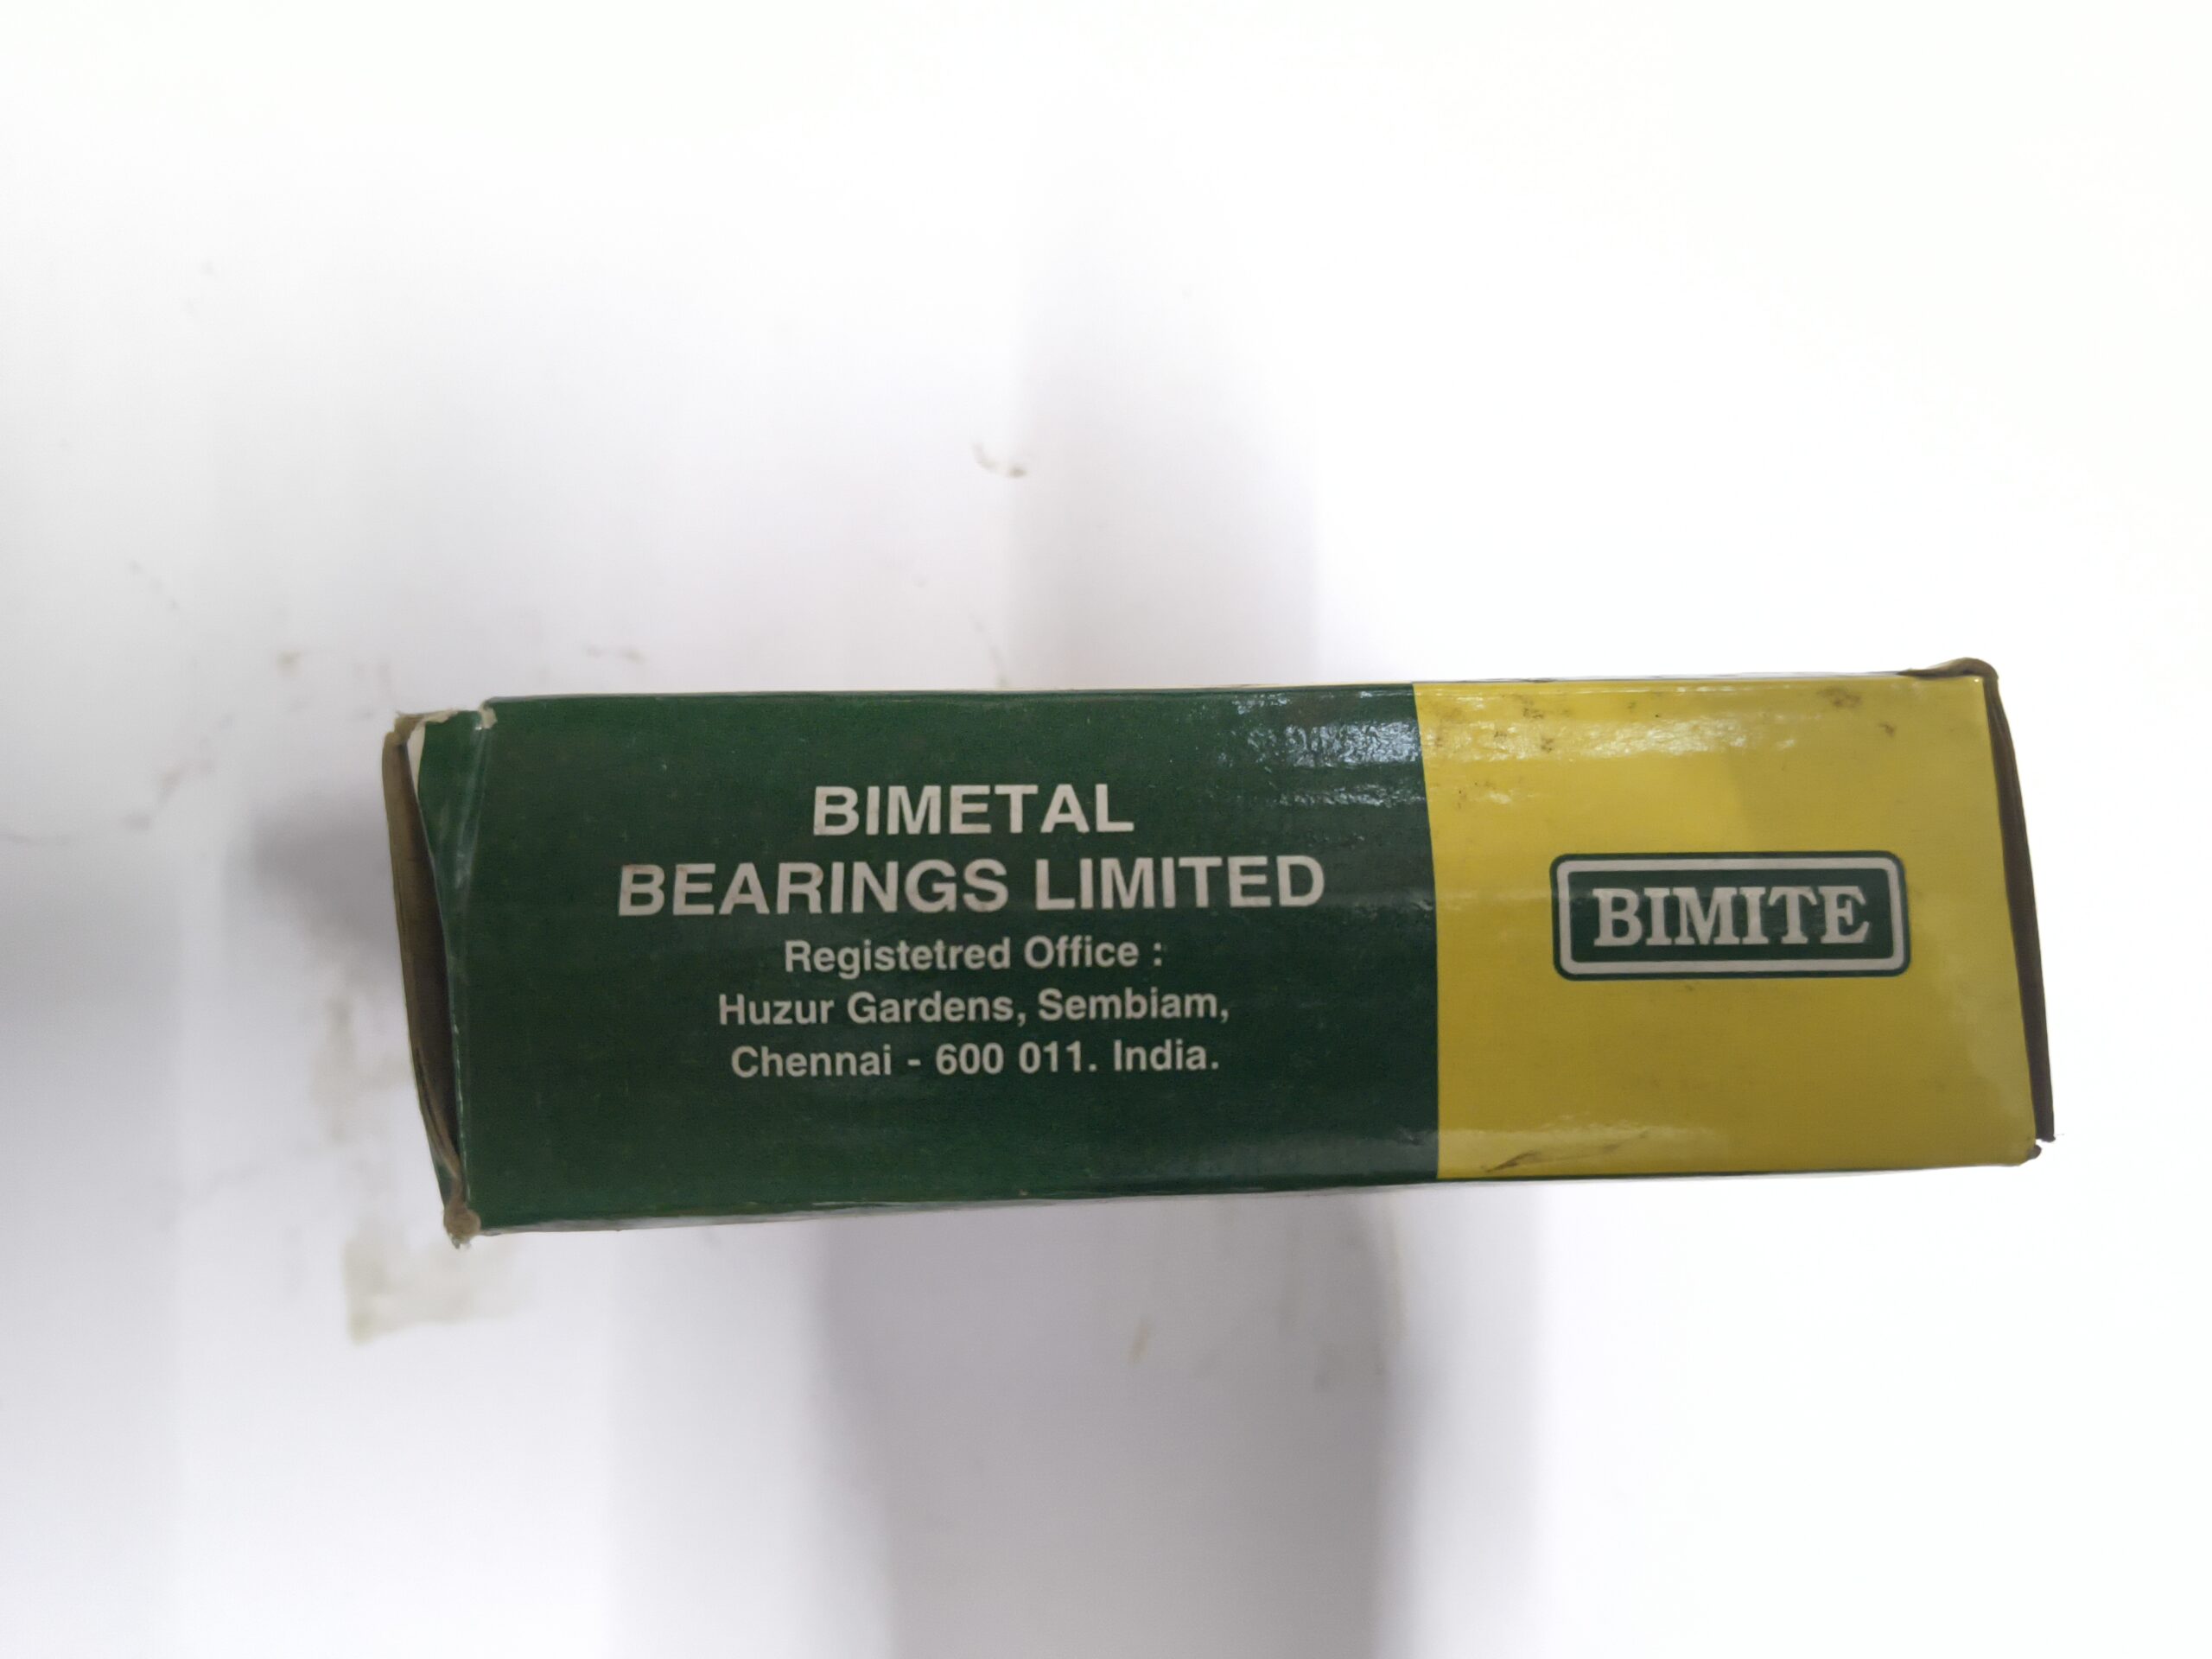 BIMETAL
BEARINGS LIMITED
Registetred Office :
Huzur Gardens, Sembiam,
Chennai - 600 011. India.
BIMITE